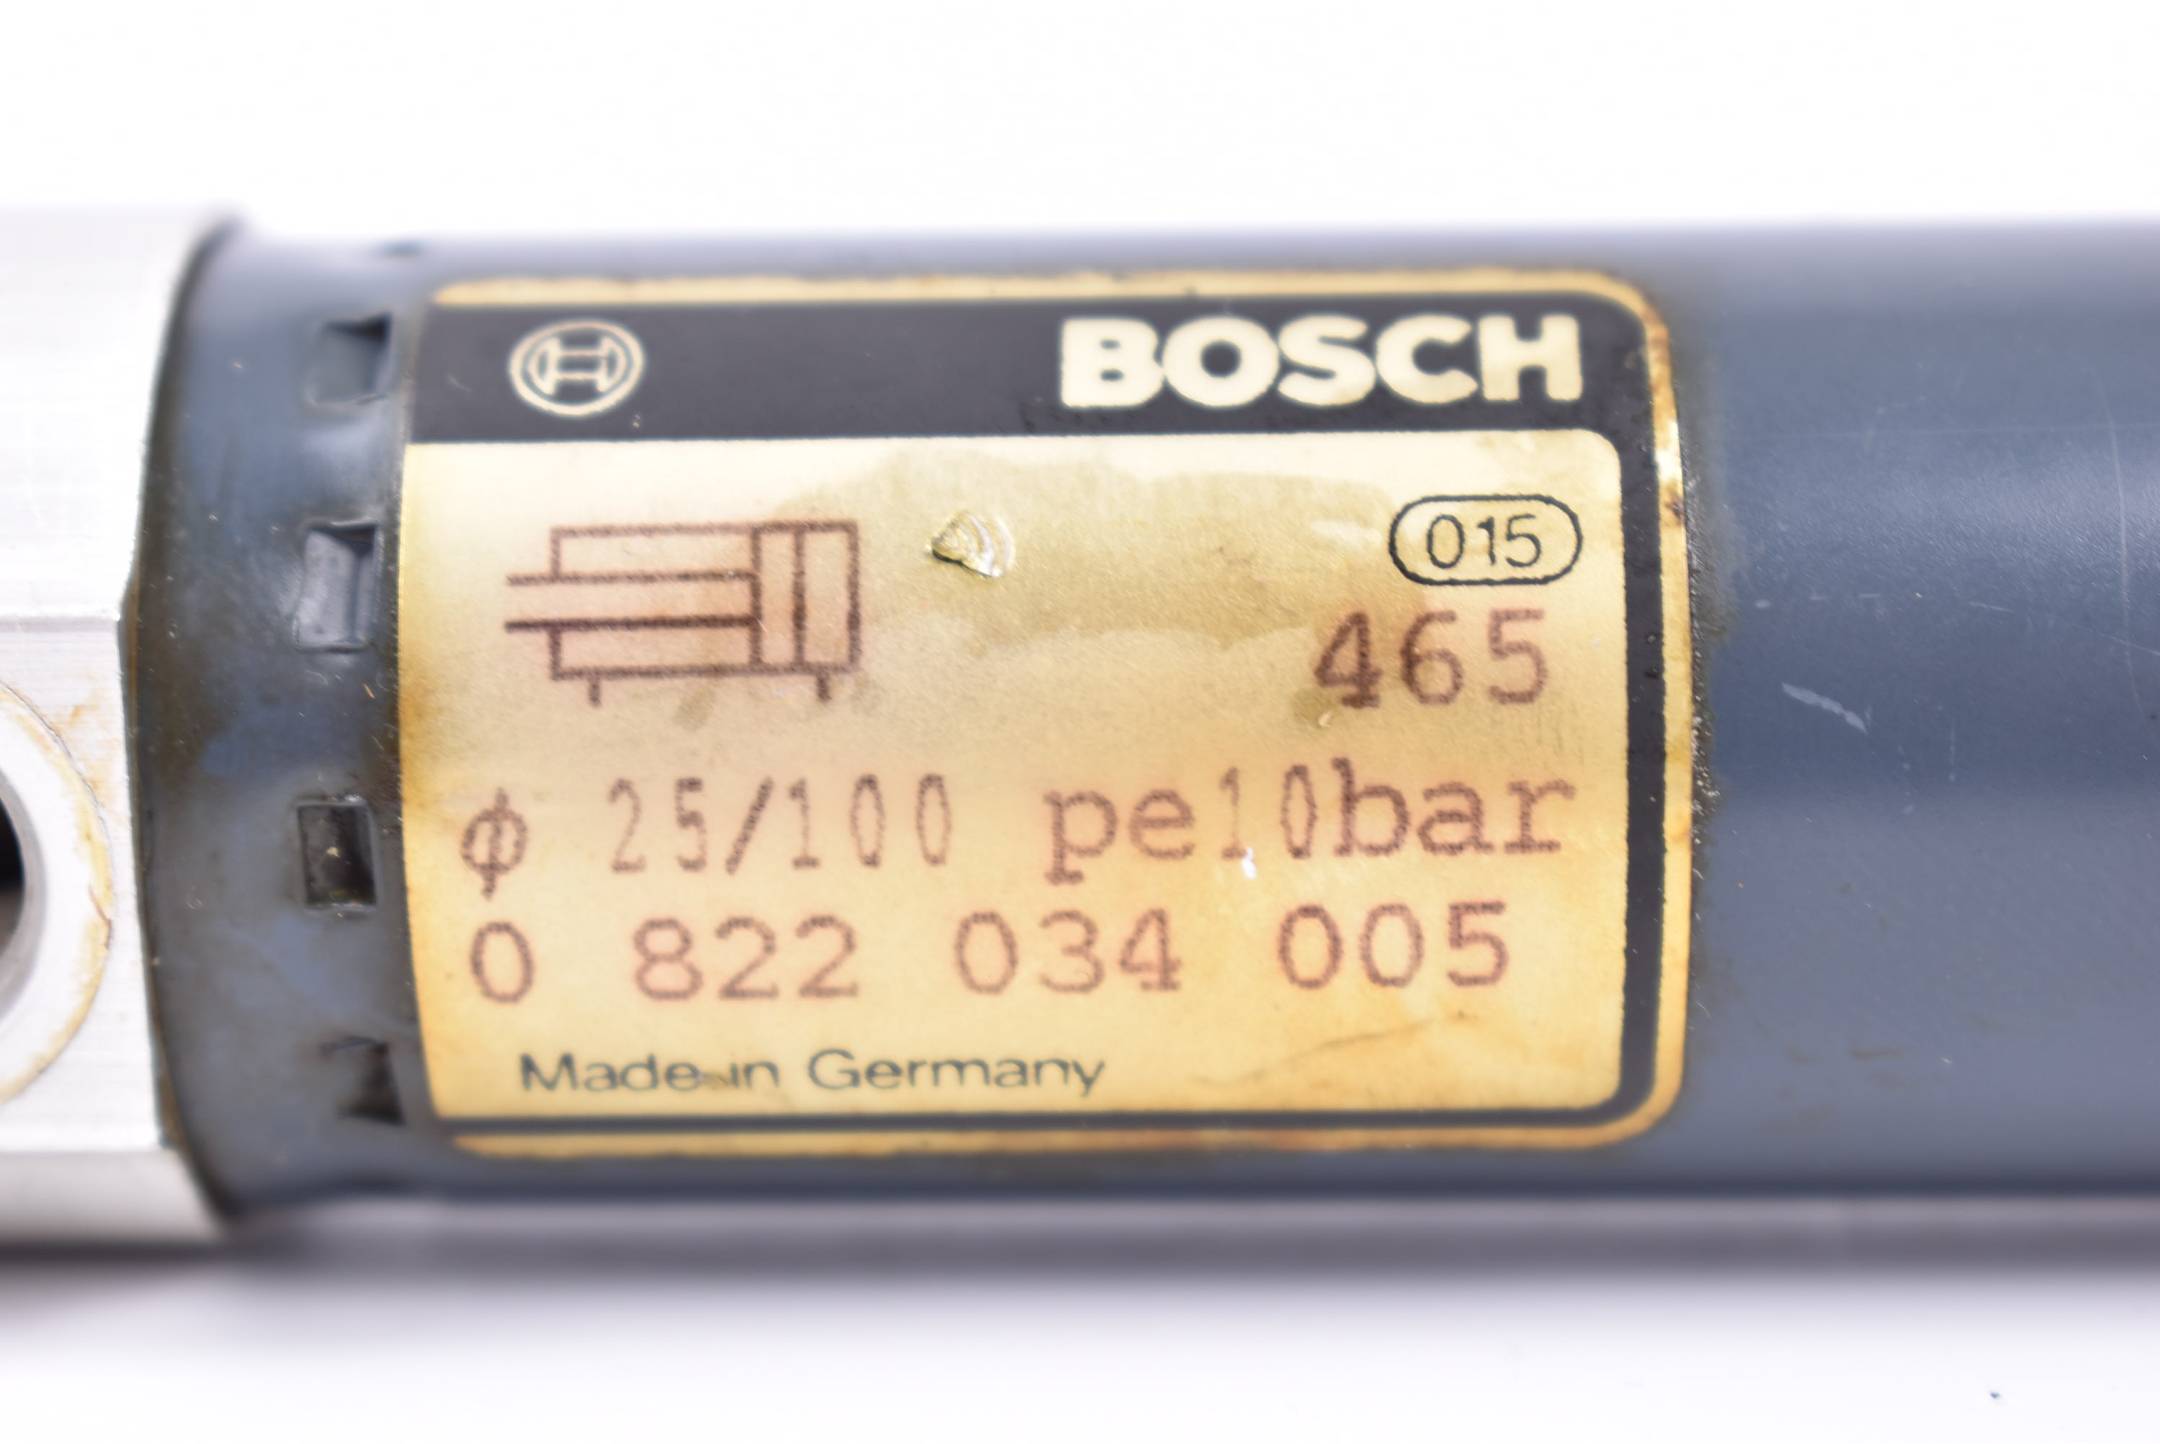 BOSCH
015
465
ϕ 25/100 pe10bar
0 822 034 005
Made in Germany